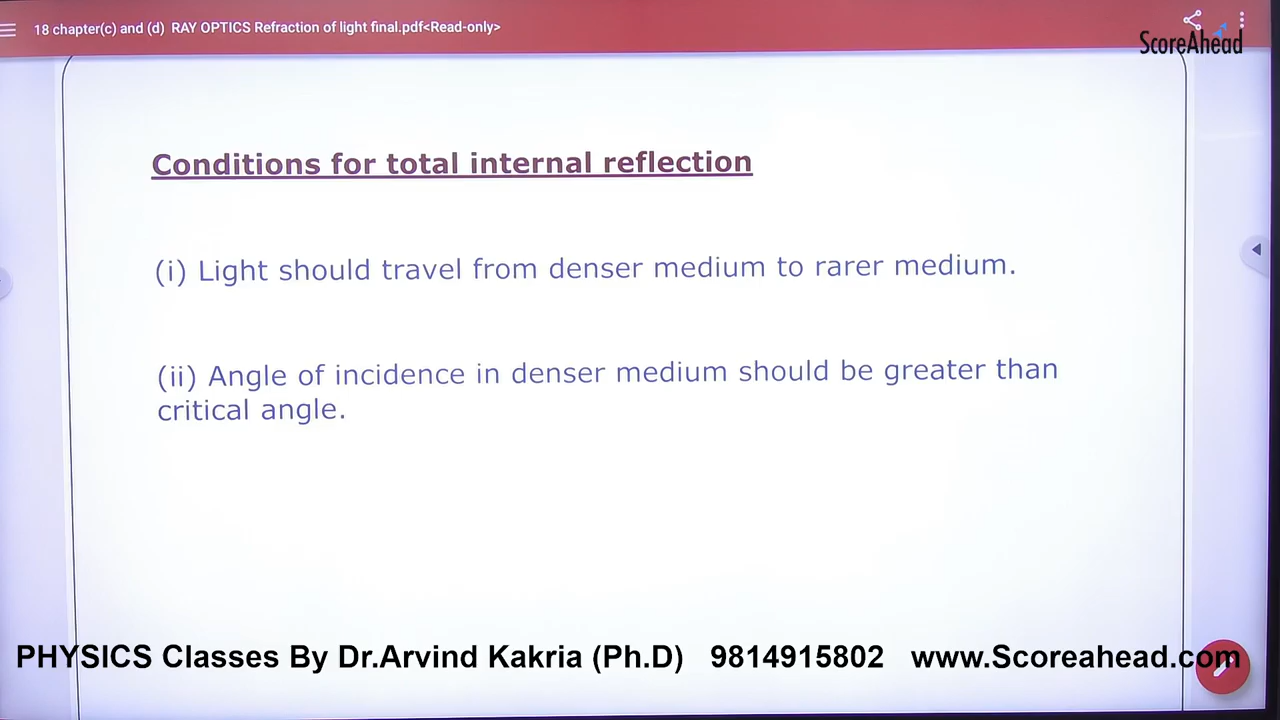 18 chapter(c) and (d) RAY OPTICS Refraction of light final.pdf<Read-only>
ScoreAhead
Conditions for total internal reflection
(i) Light should travel from denser medium to rarer medium.
(ii) Angle of incidence in denser medium should be greater than
critical angle.
PHYSICS Classes By Dr.Arvind Kakria (Ph.D) 9814915802 www.Scoreahead.com